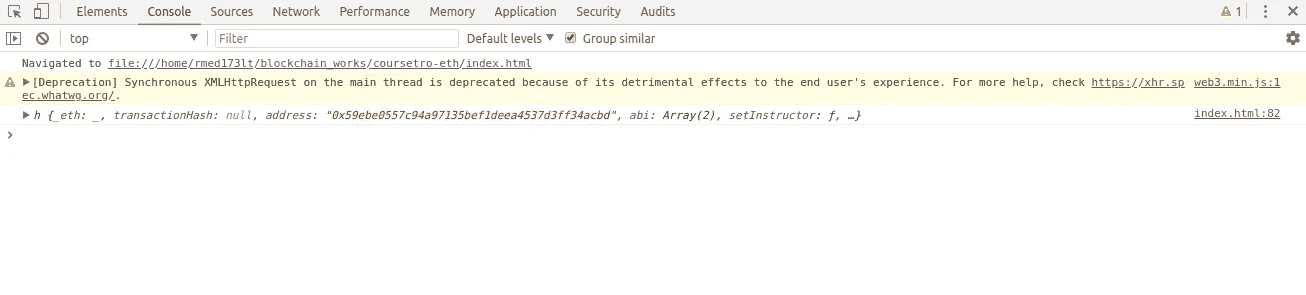 Elements Console Sources Network Performance Memory Application Security Audits 1
top Filter Default levels Group similar
Navigated to file:///home/rmed173lt/blockchain_works/coursetro-eth/index.html
[Deprecation] Synchronous XMLHttpRequest on the main thread is deprecated because of its detrimental effects to the end user's experience. For more help, check https://xhr.sp web3.min.js:1
ec.whatwg.org/.
h {_eth: _, transactionHash: null, address: "0x59ebe0557c94a97135bef1deea4537d3ff34acbd", abi: Array(2), setInstructor: ƒ, …} index.html:82